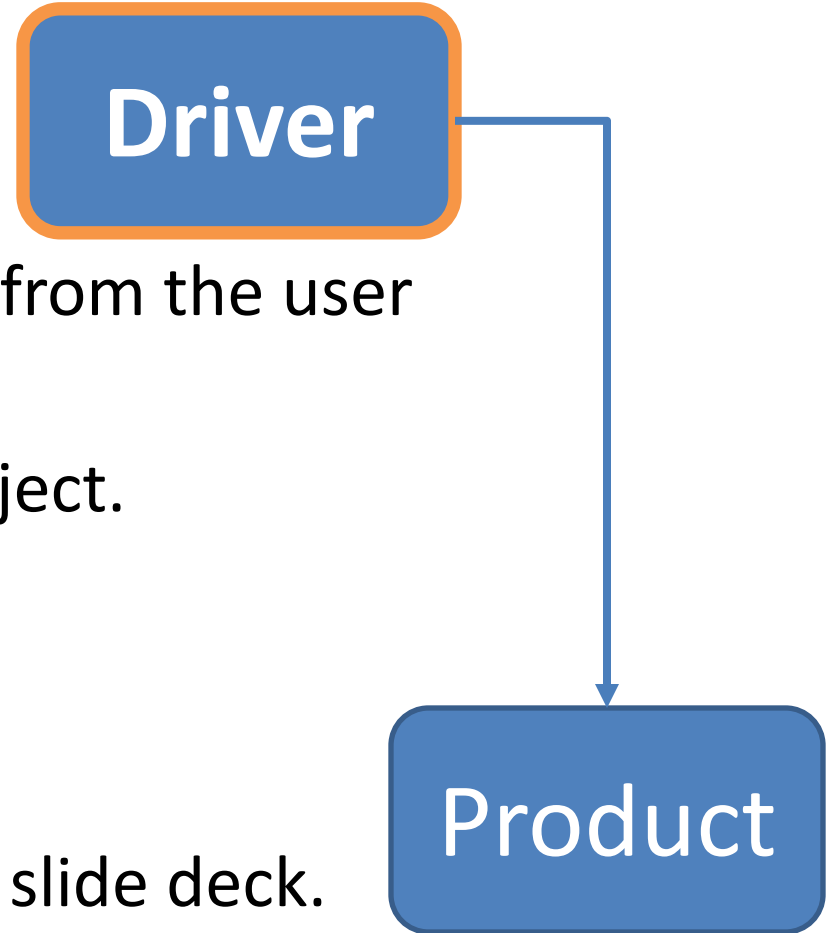 Driver
from the user
ject.
Product
slide deck.